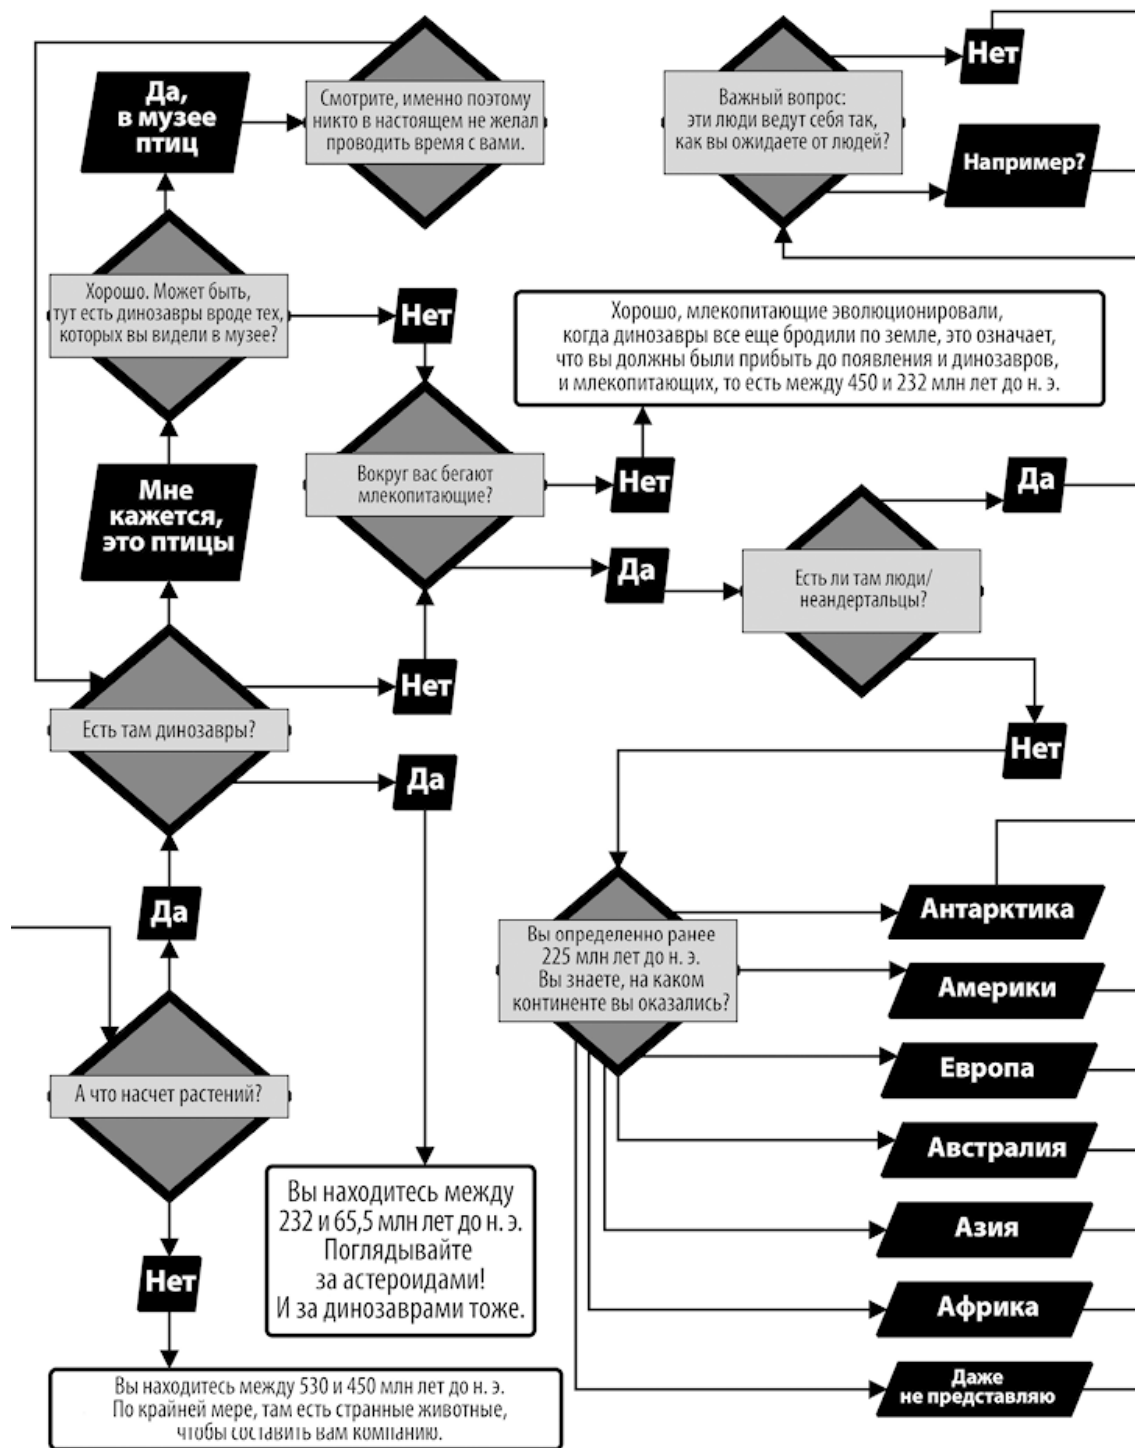 Нет
Да,
в музее
птиц
Смотрите, именно поэтому
никто в настоящем не желал
проводить время с вами.
Важный вопрос:
эти люди ведут себя так,
как вы ожидаете от людей?
Например?
Хорошо. Может быть,
тут есть динозавры вроде тех,
которых вы видели в музее?
Нет
Хорошо, млекопитающие эволюционировали,
когда динозавры все еще бродили по земле, это означает,
что вы должны были прибыть до появления и динозавров,
и млекопитающих, то есть между 450 и 232 млн лет до н. э.
Мне
кажется,
это птицы
Вокруг вас бегают
млекопитающие?
Нет
Да
Да
Есть ли там люди/
неандертальцы?
Нет
Есть там динозавры?
Да
Нет
Да
Вы определенно ранее
225 млн лет до н. э.
Вы знаете, на каком
континенте вы оказались?
Антарктика
Америки
Европа
Австралия
Азия
Африка
Даже
не представляю
А что насчет растений?
Вы находитесь между
232 и 65,5 млн лет до н. э.
Поглядывайте
за астероидами!
И за динозаврами тоже.
Нет
Вы находитесь между 530 и 450 млн лет до н. э.
По крайней мере, там есть странные животные,
чтобы составить вам компанию.